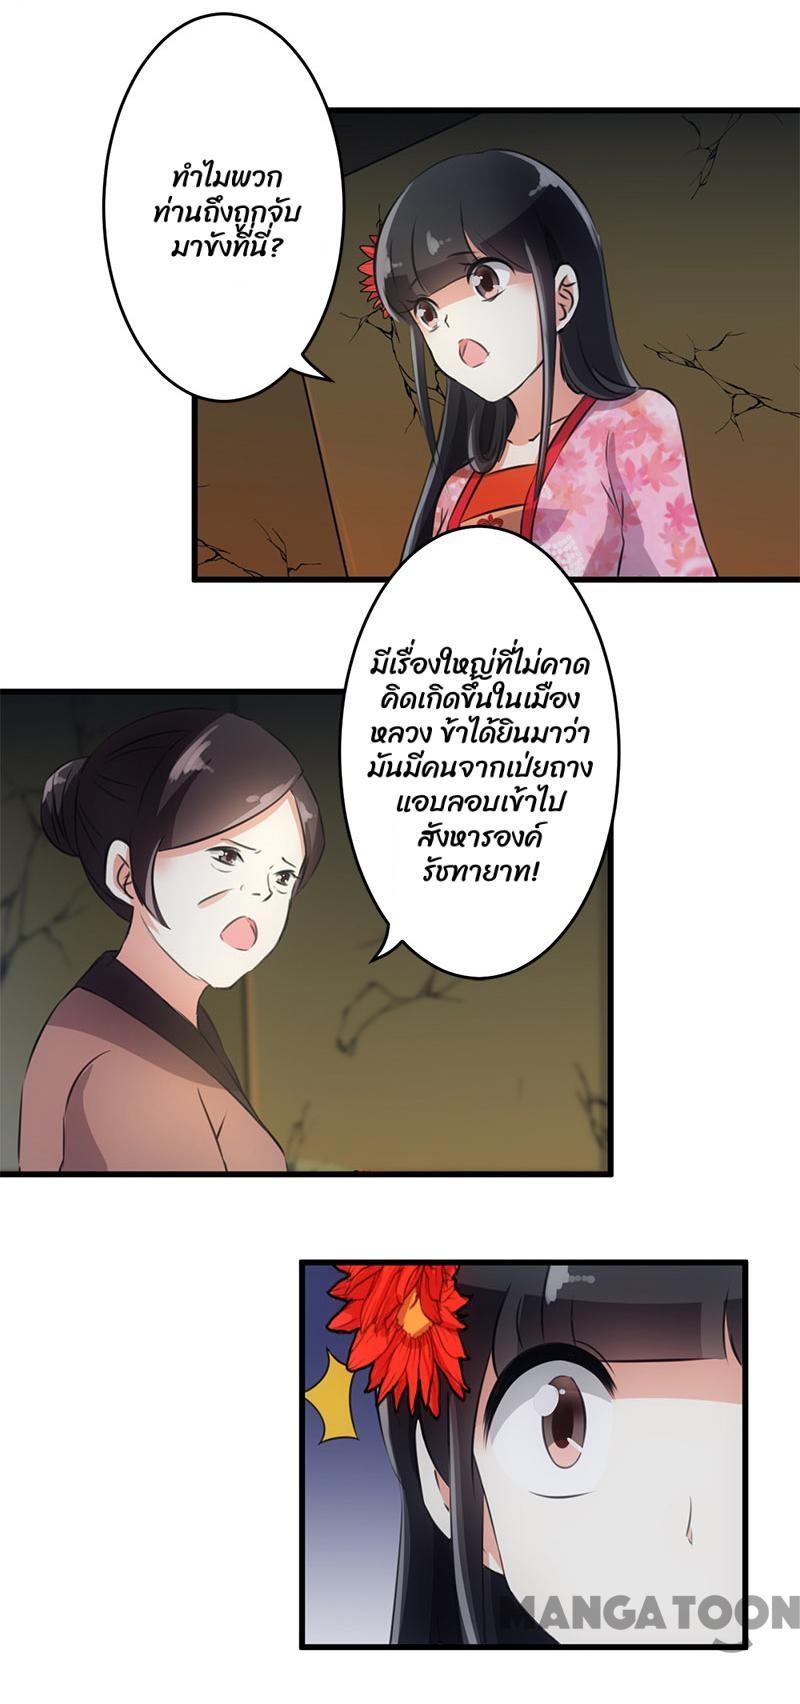 ทำไมพวก
ท่านถึงถูกจับ
มาขังที่นี่?
มีเรื่องใหญ่ที่ไม่คาด
คิดเกิดขึ้นในเมือง
หลวง ข้าได้ยินมาว่า
มันมีคนจากเป่ยถาง
แอบลอบเข้าไป
สังหารองค์
รัชทายาท!
MANGATOON